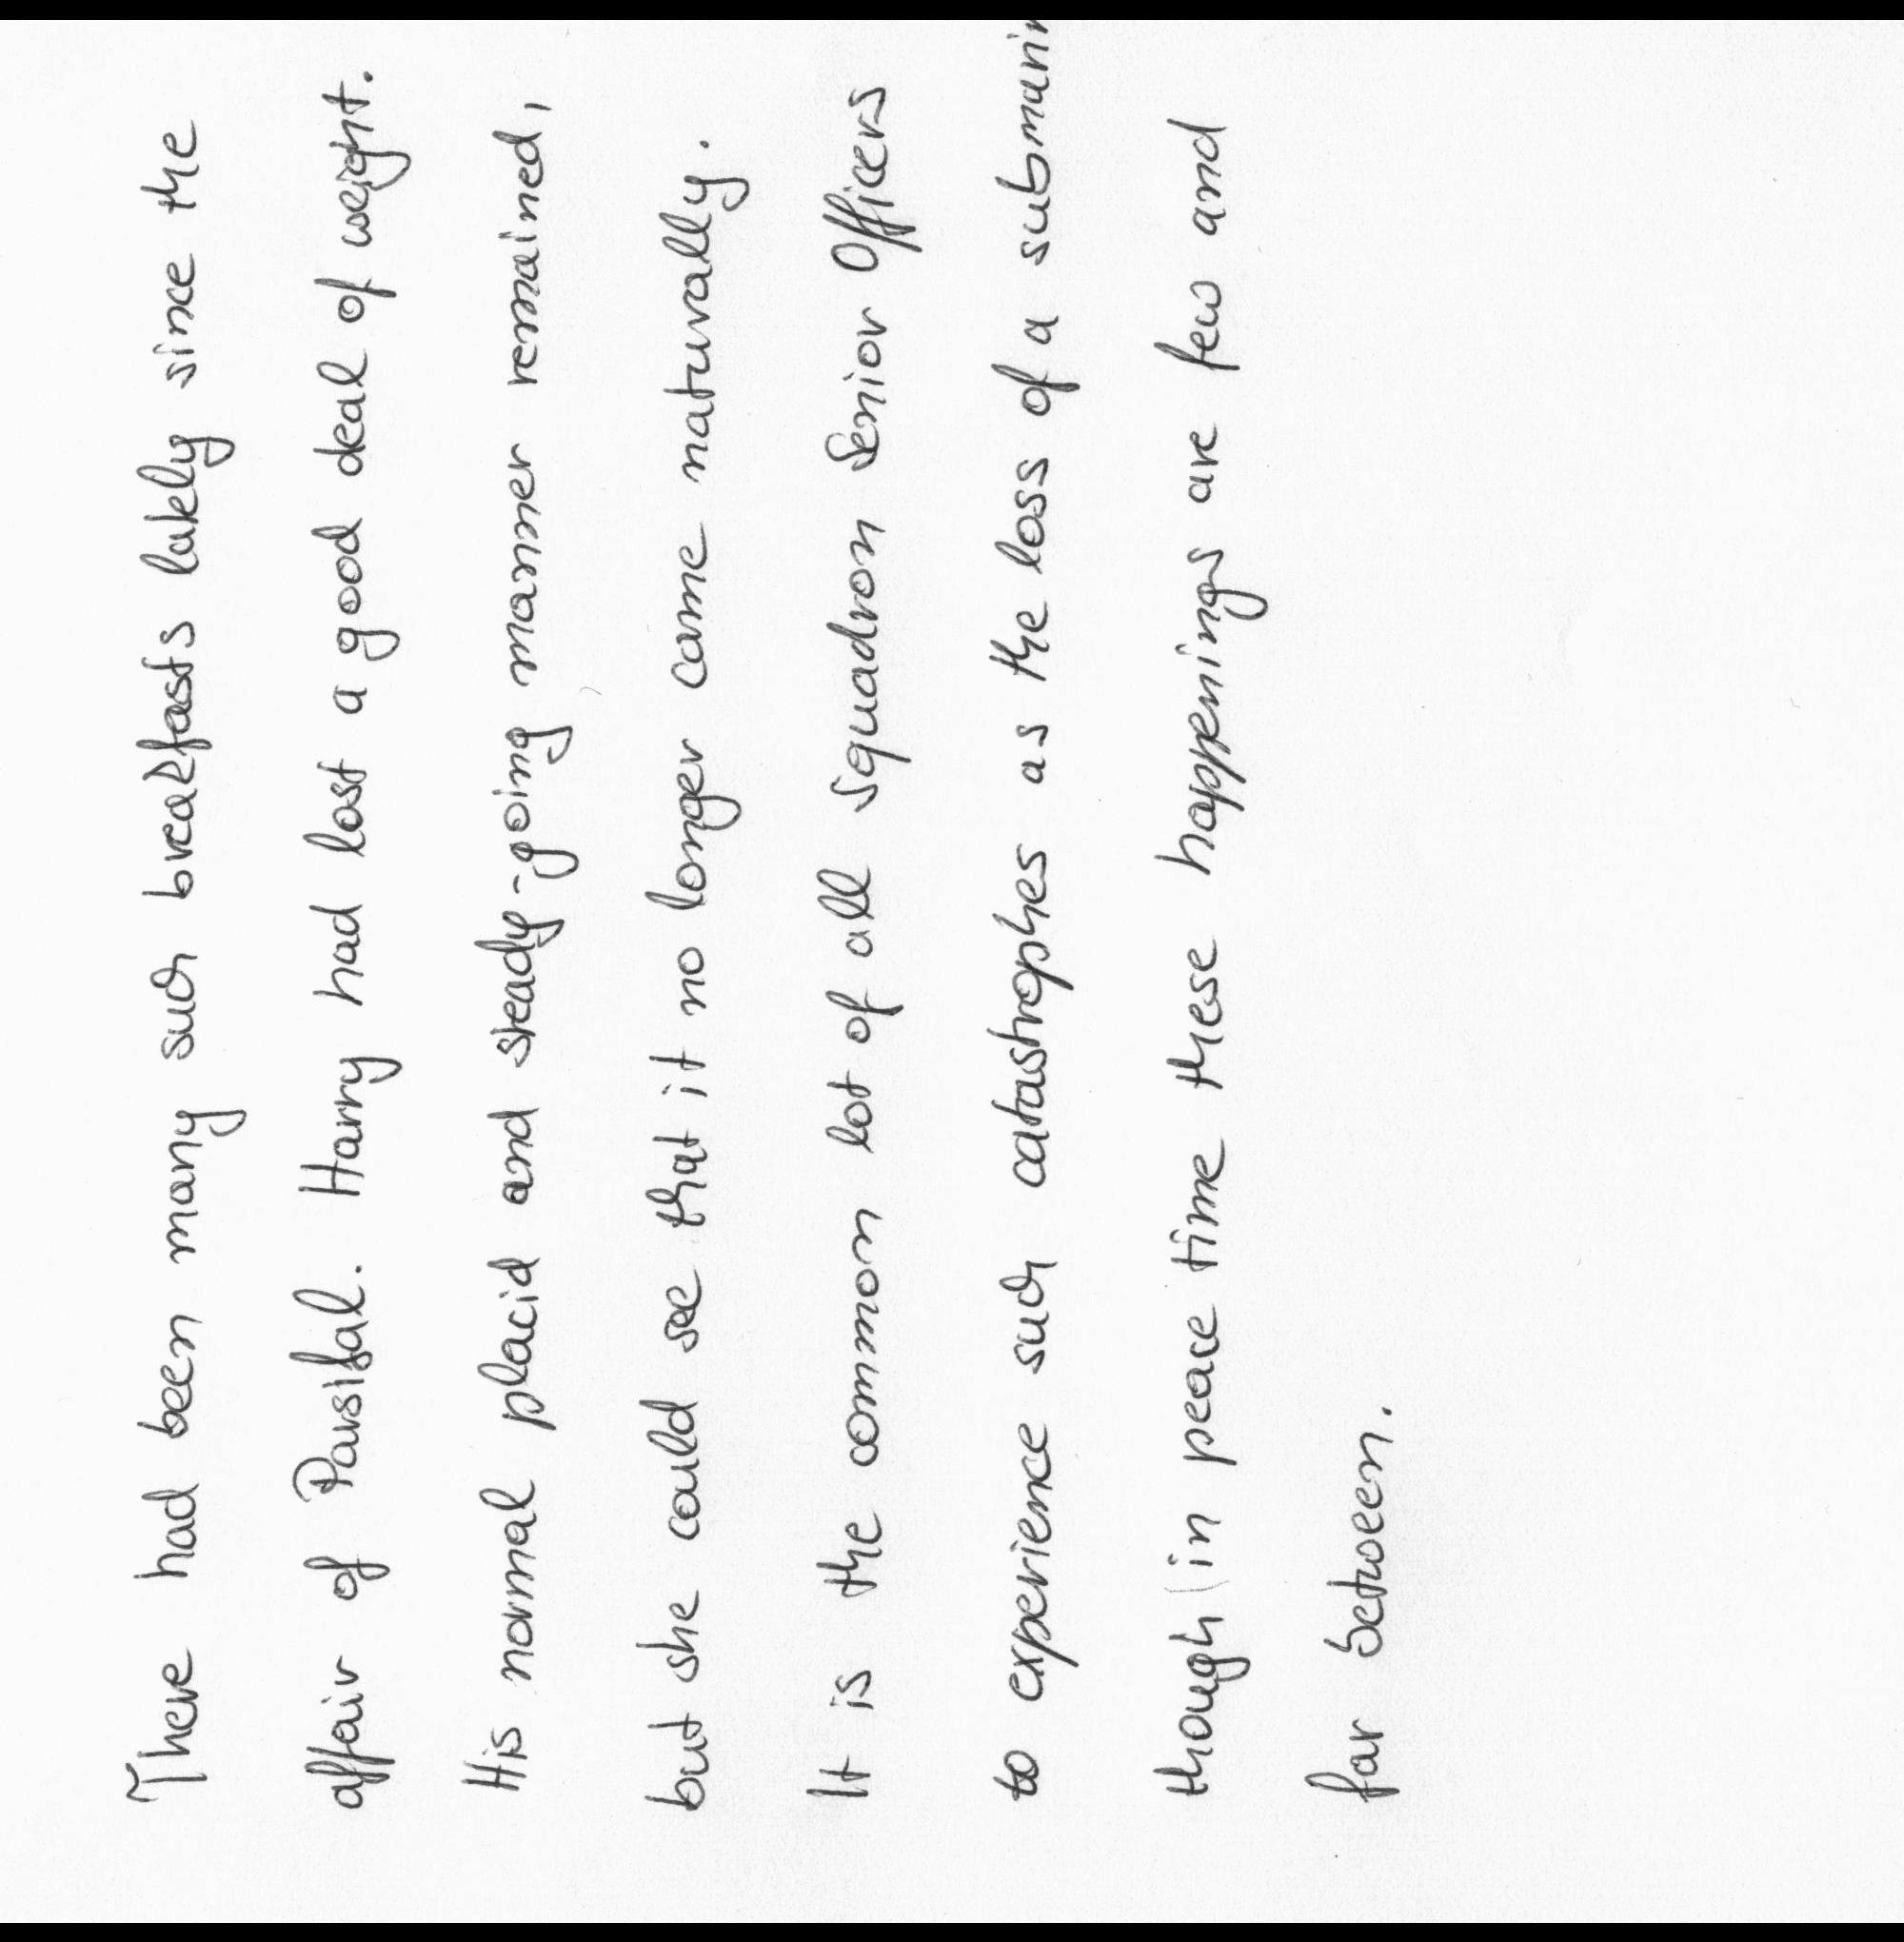 There had been many such breakfasts lately since the
affair of Parsifal. Harry had lost a good deal of weight.
His normal placid and steady-going manner remained,
but she could see that it no longer came naturally.
It is the common lot of all squadron Senior Officers
to experience such catastrophes as the loss of a submarin
though (in peace time these happenings are few and
far between.